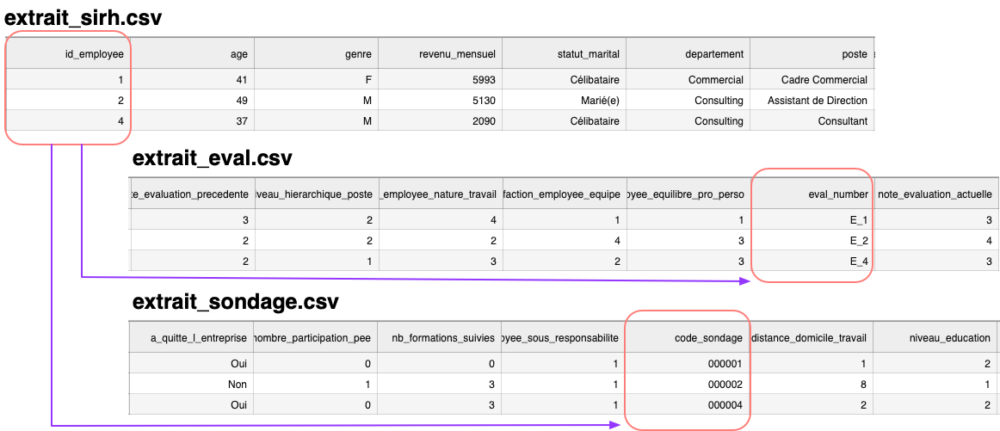 extrait_sirh.csv
id_employee age genre revenu_mensuel statut_marital departement poste
1 41 F 5993 Célibataire Commercial Cadre Commercial
2 49 M 5130 Marié(e) Consulting Assistant de Direction
4 37 M 2090 Célibataire Consulting Consultant
extrait_eval.csv
te_evaluation_precedente iveau_hierarchique_poste _employee_nature_travail faction_employee_equipe oyee_equilibre_pro_perso eval_number note_evaluation_actuelle
3 2 4 1 1 E_1 3
2 2 2 4 3 E_2 4
2 1 3 2 3 E_4 3
extrait_sondage.csv
a_quitte_l_entreprise nombre_participation_pee nb_formations_suivies oyee_sous_responsabilite code_sondage distance_domicile_travail niveau_education
Oui 0 0 1 000001 1 2
Non 1 3 1 000002 8 1
Oui 0 3 1 000004 2 2